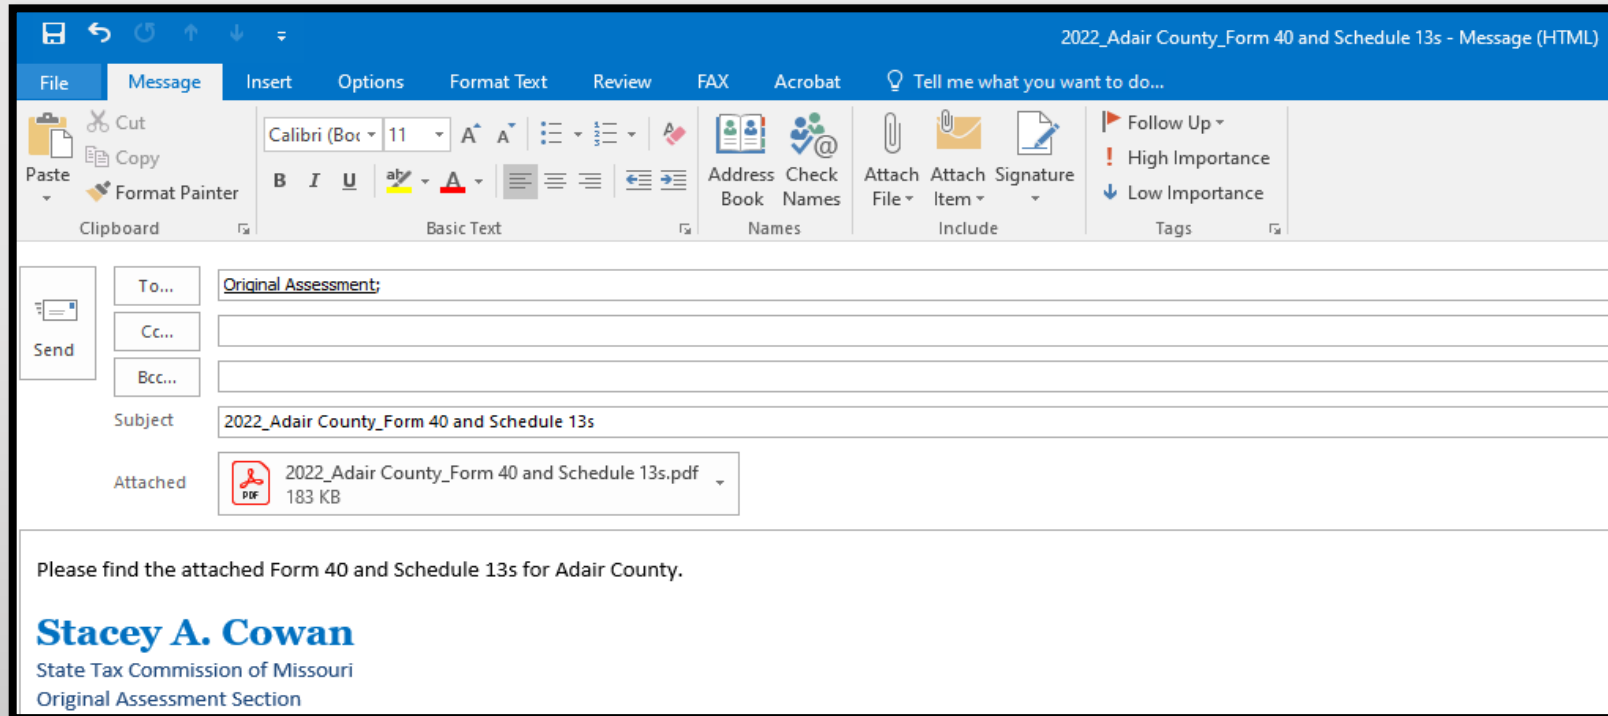 2022_Adair County_Form 40 and Schedule 13s - Message (HTML)
File Message Insert Options Format Text Review FAX Acrobat Tell me what you want to do...
Paste
Cut
Copy
Format Painter
Clipboard
Calibri (Boc 11
B I U
Basic Text
Address Book
Check Names
Names
Attach File
Attach Item
Signature
Include
Follow Up
High Importance
Low Importance
Tags
Send
To... Original Assessment;
Cc...
Bcc...
Subject 2022_Adair County_Form 40 and Schedule 13s
Attached 2022_Adair County_Form 40 and Schedule 13s.pdf
PDF 183 KB
Please find the attached Form 40 and Schedule 13s for Adair County.
Stacey A. Cowan
State Tax Commission of Missouri
Original Assessment Section